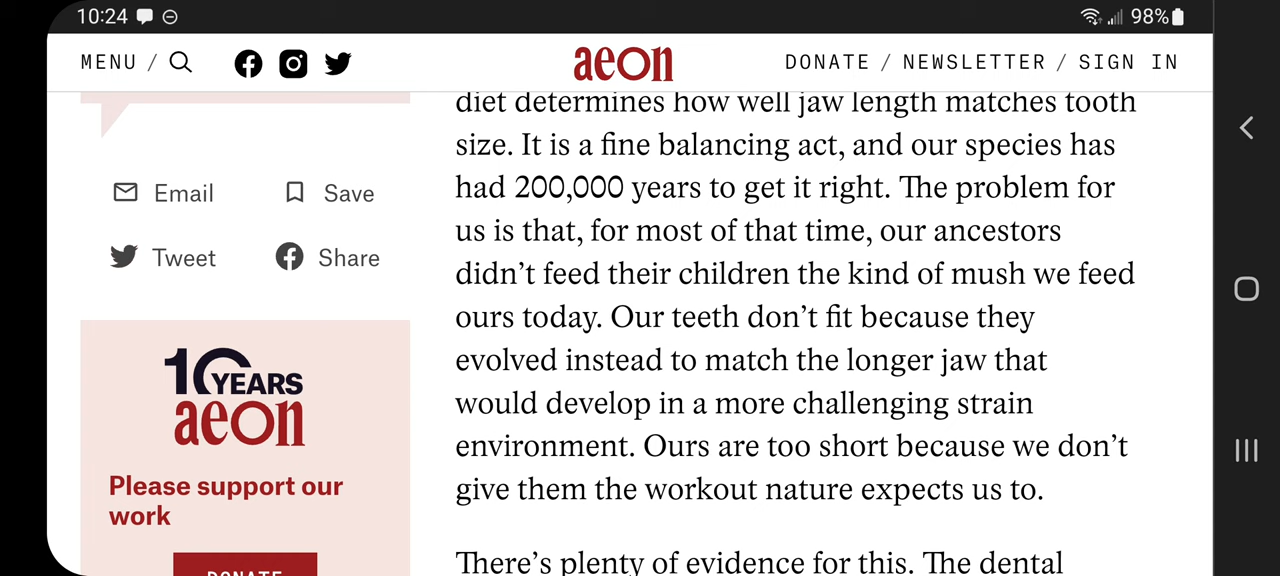 10:24 98%
MENU / aeon DONATE / NEWSLETTER / SIGN IN
Email Save
Tweet Share
10 YEARS
aeon
Please support our
work
DONATE
diet determines how well jaw length matches tooth
size. It is a fine balancing act, and our species has
had 200,000 years to get it right. The problem for
us is that, for most of that time, our ancestors
didn’t feed their children the kind of mush we feed
ours today. Our teeth don’t fit because they
evolved instead to match the longer jaw that
would develop in a more challenging strain
environment. Ours are too short because we don’t
give them the workout nature expects us to.
There’s plenty of evidence for this. The dental